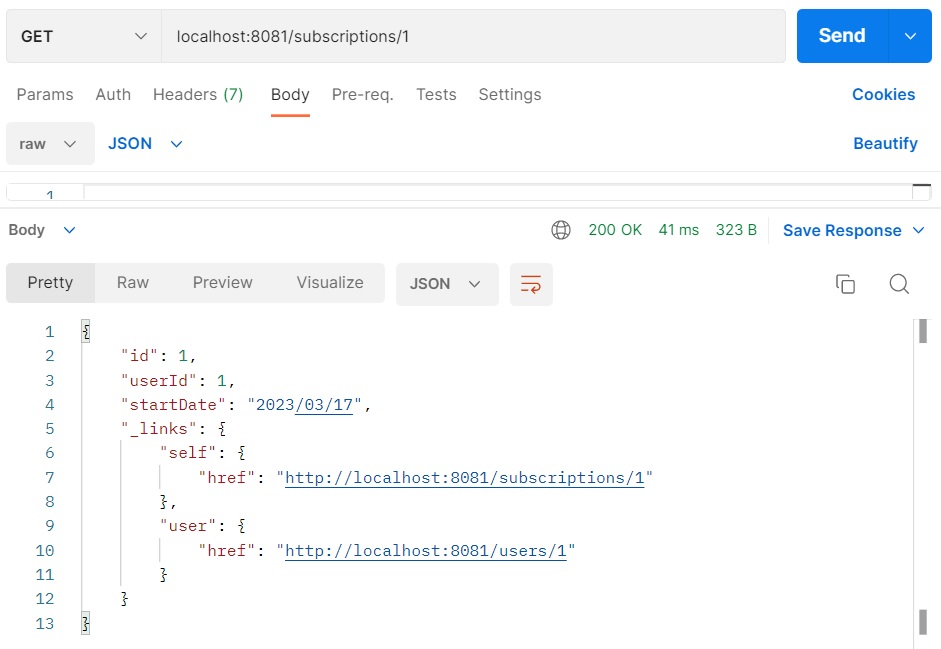 GET localhost:8081/subscriptions/1 Send
Params Auth Headers (7) Body Pre-req. Tests Settings Cookies
raw JSON Beautify
1
Body 200 OK 41 ms 323 B Save Response
Pretty Raw Preview Visualize JSON
1 {
2 "id": 1,
3 "userId": 1,
4 "startDate": "2023/03/17",
5 "_links": {
6 "self": {
7 "href": "http://localhost:8081/subscriptions/1"
8 },
9 "user": {
10 "href": "http://localhost:8081/users/1"
11 }
12 }
13 }